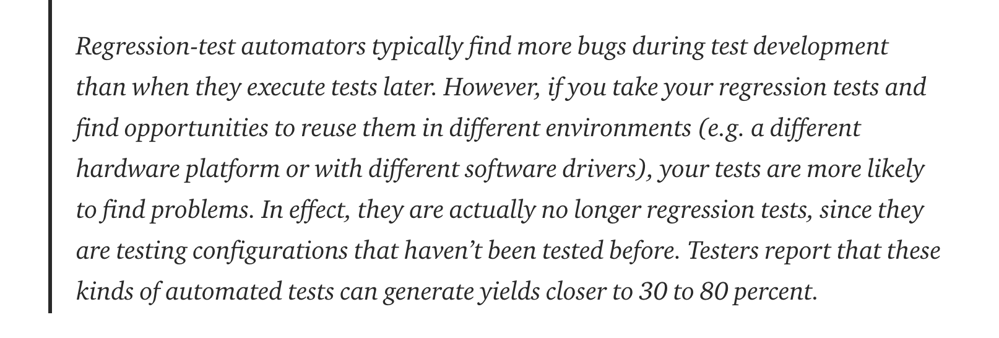 Regression-test automators typically find more bugs during test development
than when they execute tests later. However, if you take your regression tests and
find opportunities to reuse them in different environments (e.g. a different
hardware platform or with different software drivers), your tests are more likely
to find problems. In effect, they are actually no longer regression tests, since they
are testing configurations that haven’t been tested before. Testers report that these
kinds of automated tests can generate yields closer to 30 to 80 percent.